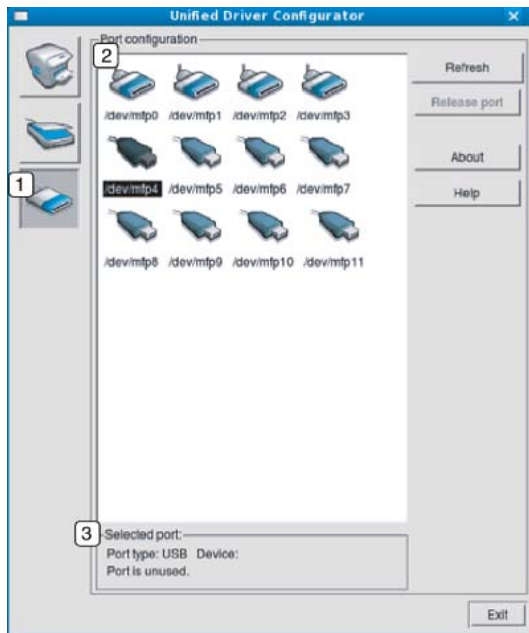 Unified Driver Configurator
Port configuration
2
/dev/mfp0 /dev/mfp1 /dev/mfp2 /dev/mfp3
Refresh
Release port
/dev/mfp4 /dev/mfp5 /dev/mfp6 /dev/mfp7
About
Help
1
/dev/mfp8 /dev/mfp9 /dev/mfp10 /dev/mfp11
3
Selected port:
Port type: USB Device:
Port is unused.
Exit